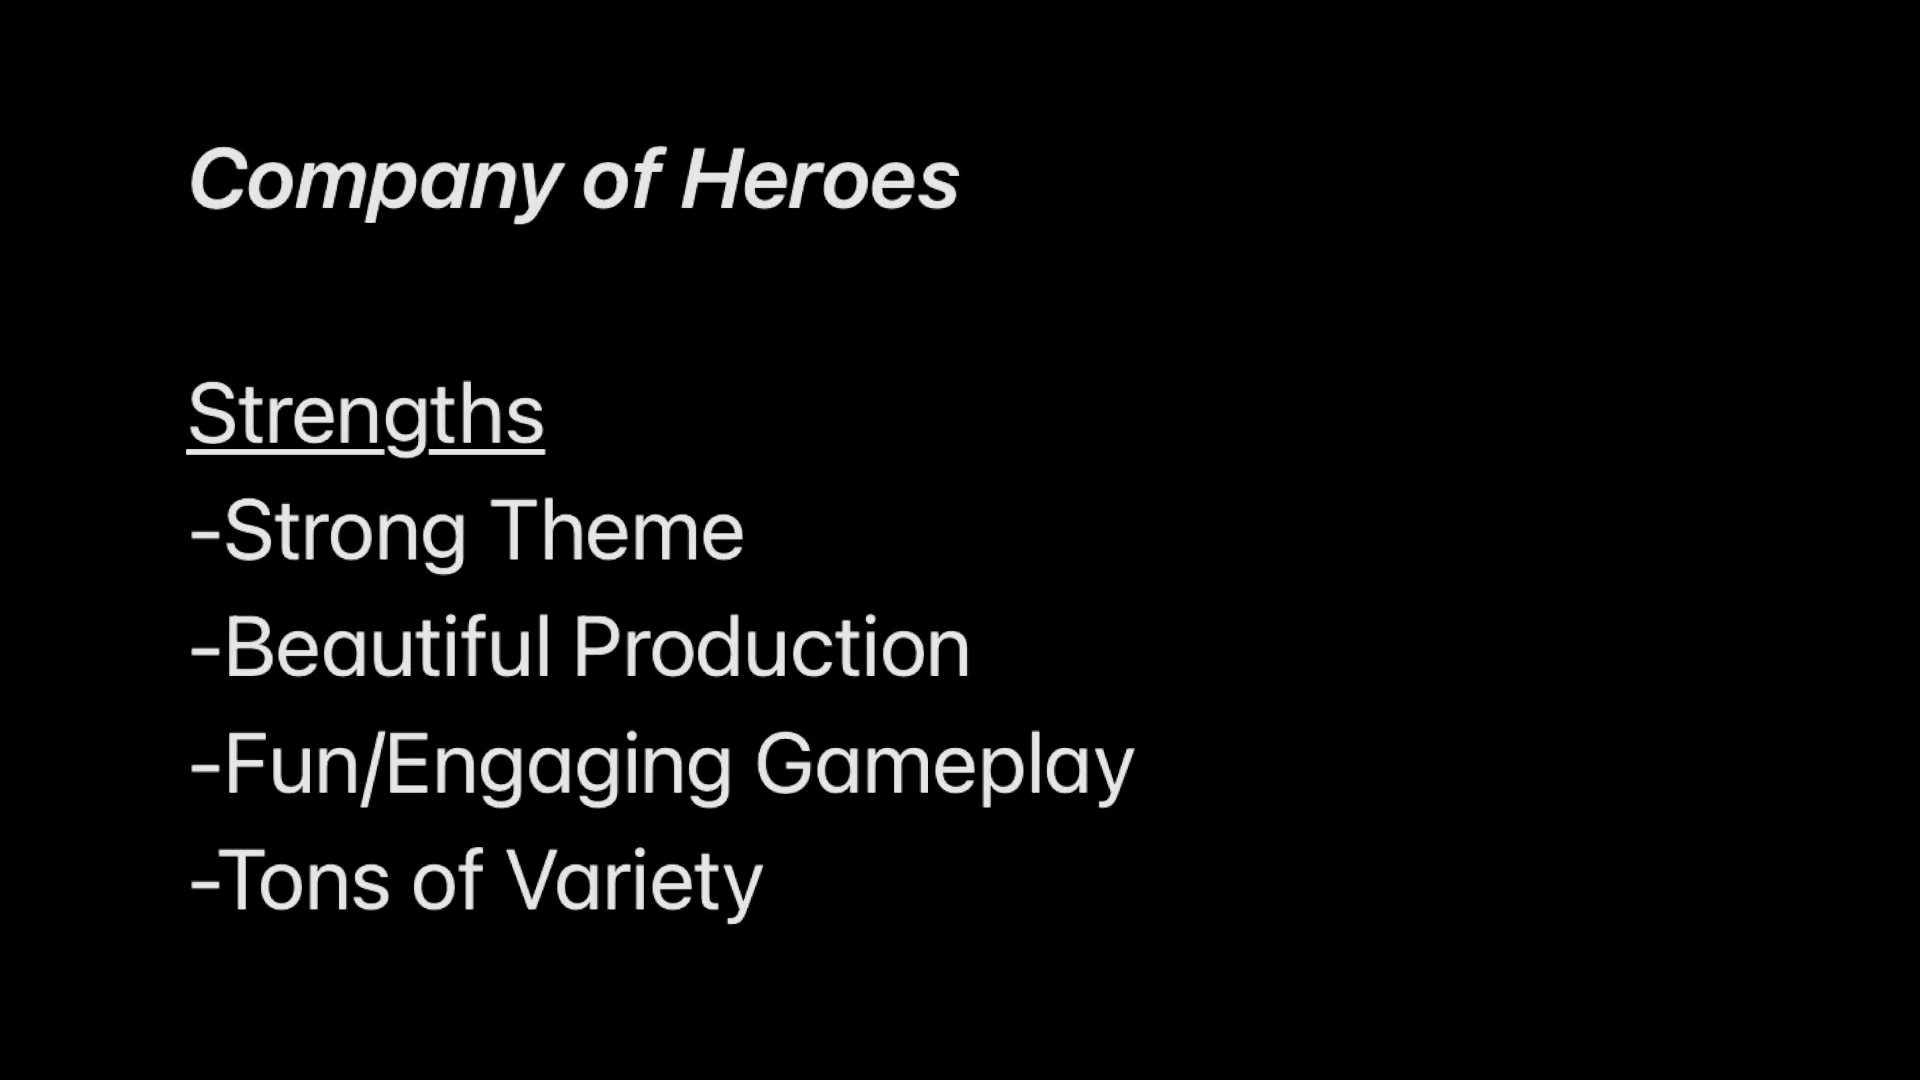 Company of Heroes
Strengths
-Strong Theme
-Beautiful Production
-Fun/Engaging Gameplay
-Tons of Variety